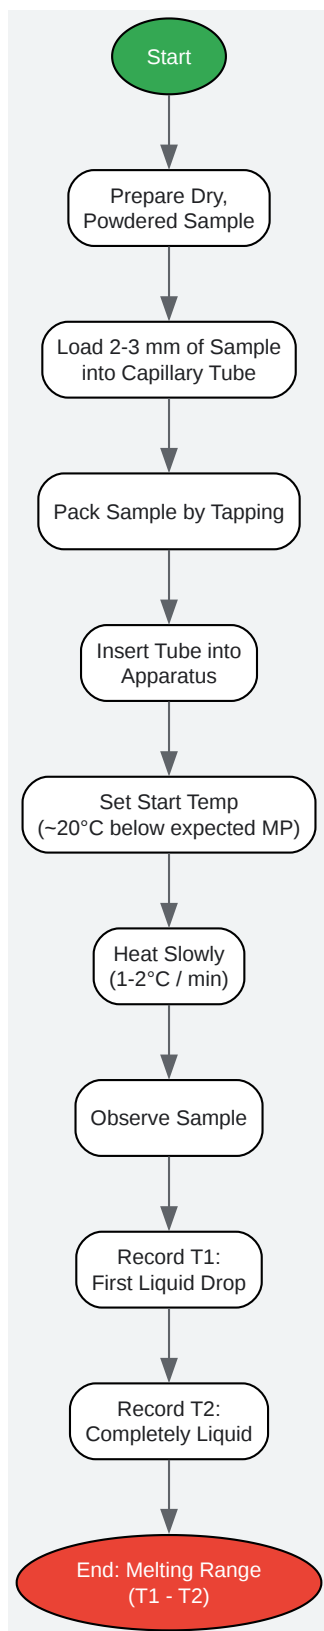 Start
Prepare Dry,
Powdered Sample
Load 2-3 mm of Sample
into Capillary Tube
Pack Sample by Tapping
Insert Tube into
Apparatus
Set Start Temp
(~20°C below expected MP)
Heat Slowly
(1-2°C / min)
Observe Sample
Record T1:
First Liquid Drop
Record T2:
Completely Liquid
End: Melting Range
(T1 - T2)